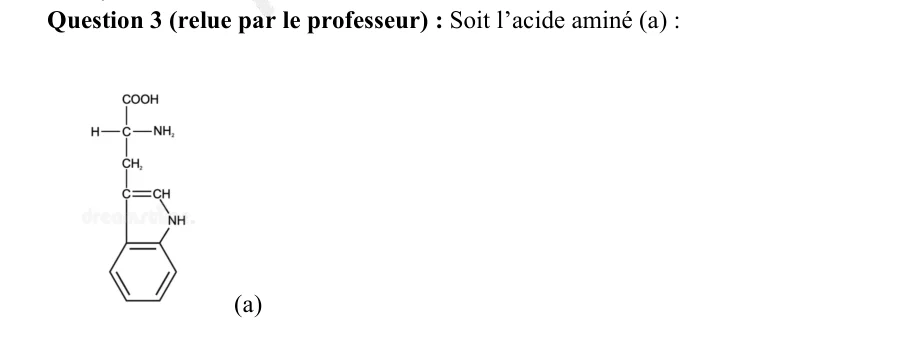 Question 3 (relue par le professeur) : Soit l’acide aminé (a) :
COOH
H—C—NH₂
CH₂
C=CH
NH
(a)